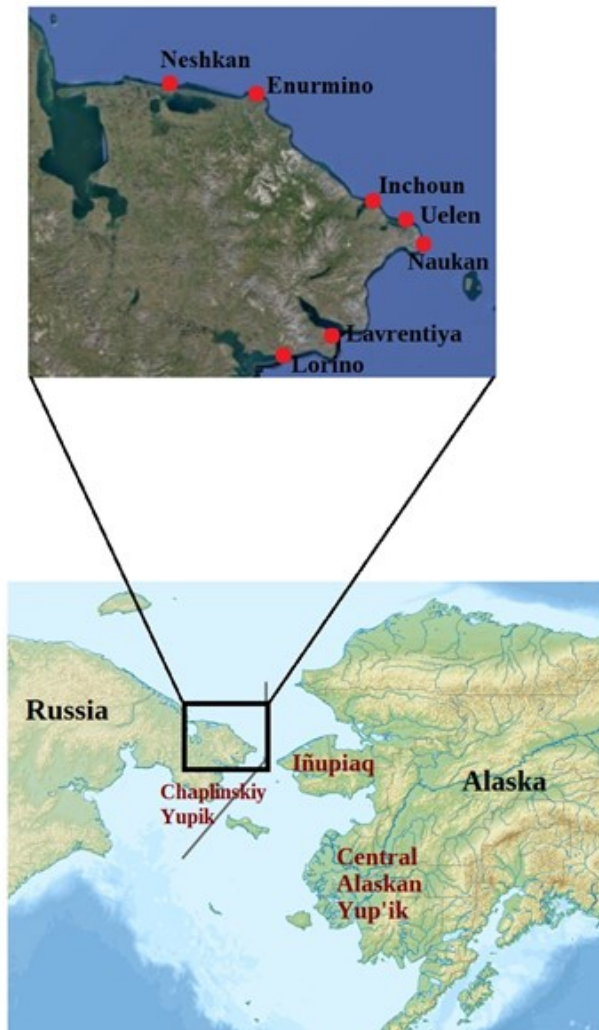 Neshkan
Enurmino
Inchoun
Uelen
Naukan
Lavrentiya
Lorino
Russia
Iñupiaq
Chaplinskiy
Yupik
Alaska
Central
Alaskan
Yup'ik